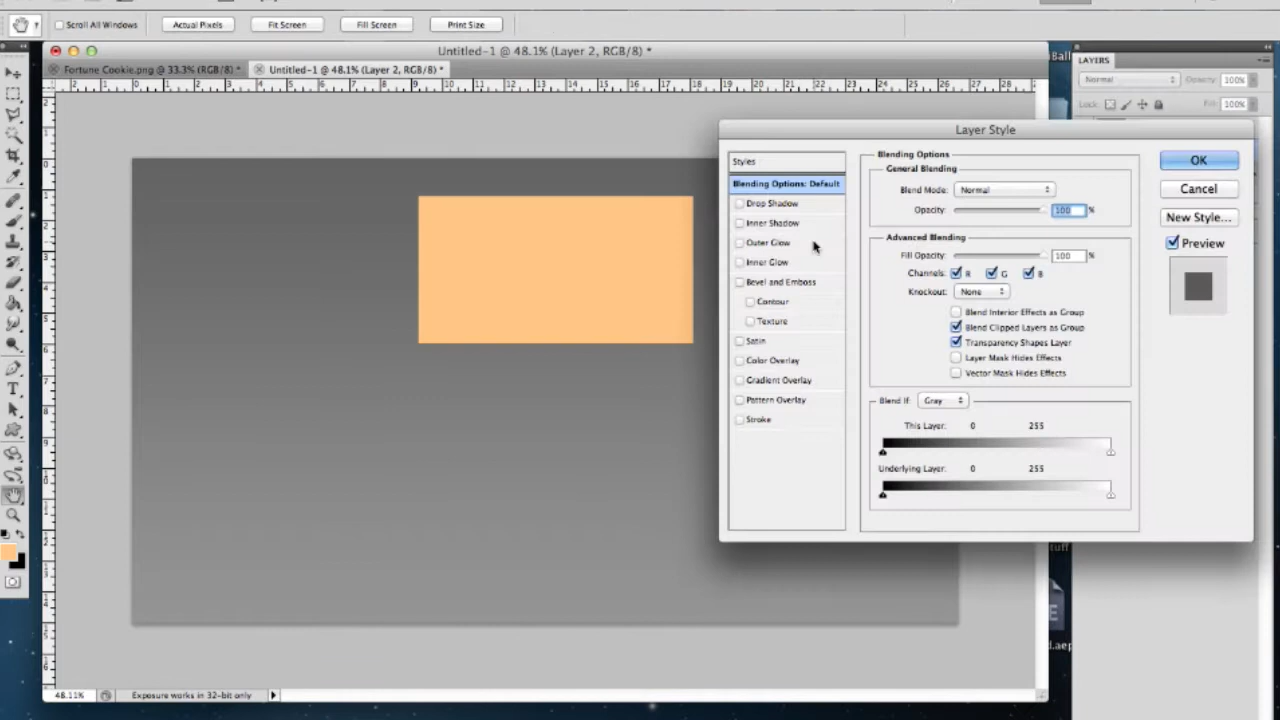 Scroll All Windows
Actual Pixels
Fit Screen
Fill Screen
Print Size
Untitled-1 @ 48.1% (Layer 2, RGB/8) *
Fortune Cookie.png @ 33.3% (RGB/8) *
Untitled-1 @ 48.1% (Layer 2, RGB/8) *
LAYERS
Normal
Opacity: 100%
Lock:
Fill: 100%
Layer Style
Styles
Blending Options: Default
Drop Shadow
Inner Shadow
Outer Glow
Inner Glow
Bevel and Emboss
Contour
Texture
Satin
Color Overlay
Gradient Overlay
Pattern Overlay
Stroke
Blending Options
General Blending
Blend Mode: Normal
Opacity: 100 %
Advanced Blending
Fill Opacity: 100 %
Channels: R G B
Knockout: None
Blend Interior Effects as Group
Blend Clipped Layers as Group
Transparency Shapes Layer
Layer Mask Hides Effects
Vector Mask Hides Effects
Blend If: Gray
This Layer: 0 255
Underlying Layer: 0 255
OK
Cancel
New Style...
Preview
48.11%
Exposure works in 32-bit only